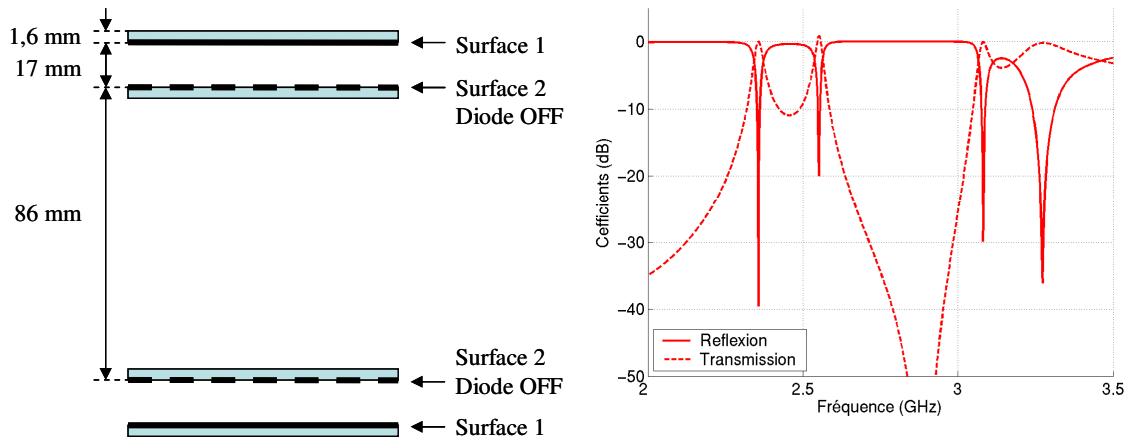 1,6 mm
17 mm
86 mm
Surface 1
Surface 2
Diode OFF
Surface 2
Diode OFF
Surface 1
0
−10
−20
−30
−40
−50
Cefficients (dB)
2
2.5
3
3.5
Fréquence (GHz)
Reflexion
Transmission